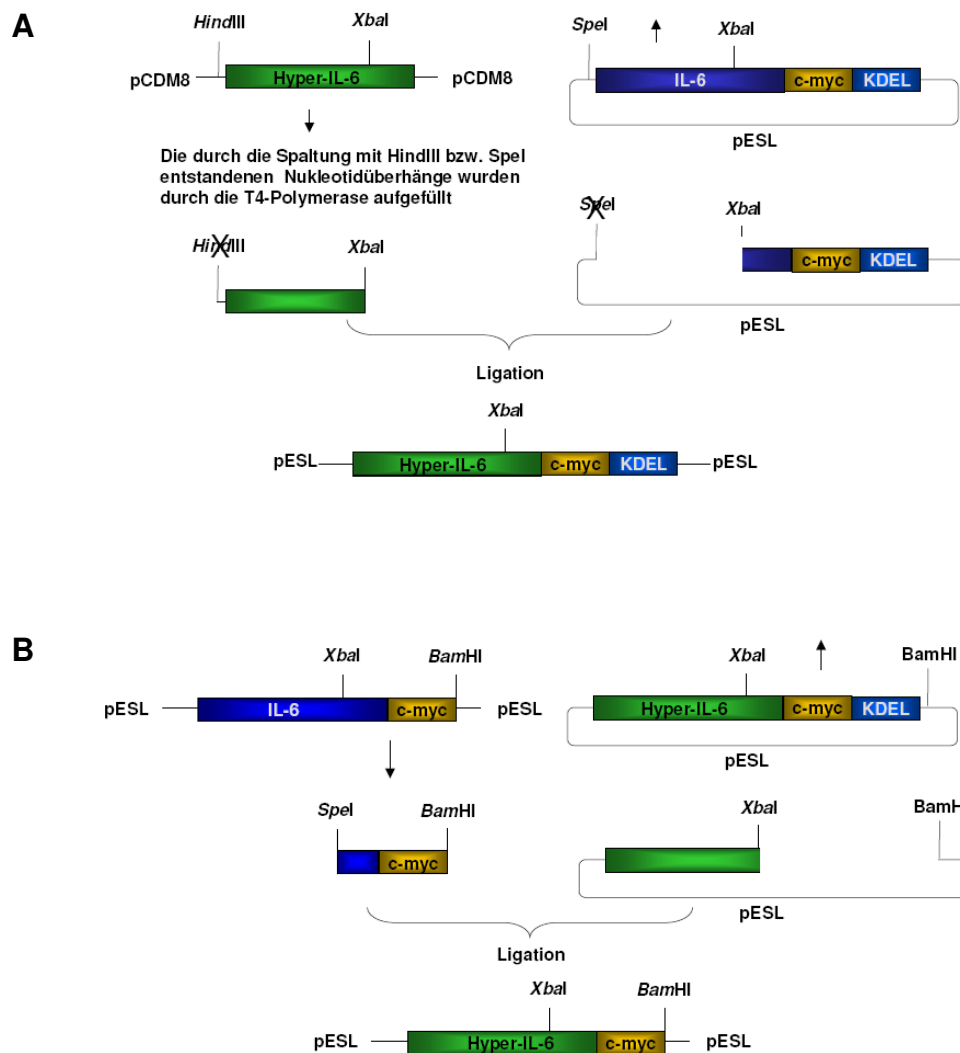 A
HindIII
XbaI
pCDM8
Hyper-IL-6
pCDM8
SpeI
XbaI
IL-6
c-myc
KDEL
pESL
Die durch die Spaltung mit HindIII bzw. SpeI
entstandenen Nukleotidüberhänge wurden
durch die T4-Polymerase aufgefüllt
HindIII
XbaI
SpeI
XbaI
c-myc
KDEL
pESL
Ligation
XbaI
pESL
Hyper-IL-6
c-myc
KDEL
pESL
B
XbaI
BamHI
pESL
IL-6
c-myc
pESL
XbaI
BamHI
Hyper-IL-6
c-myc
KDEL
pESL
SpeI
BamHI
c-myc
XbaI
BamH
pESL
Ligation
XbaI
BamHI
pESL
Hyper-IL-6
c-myc
pESL